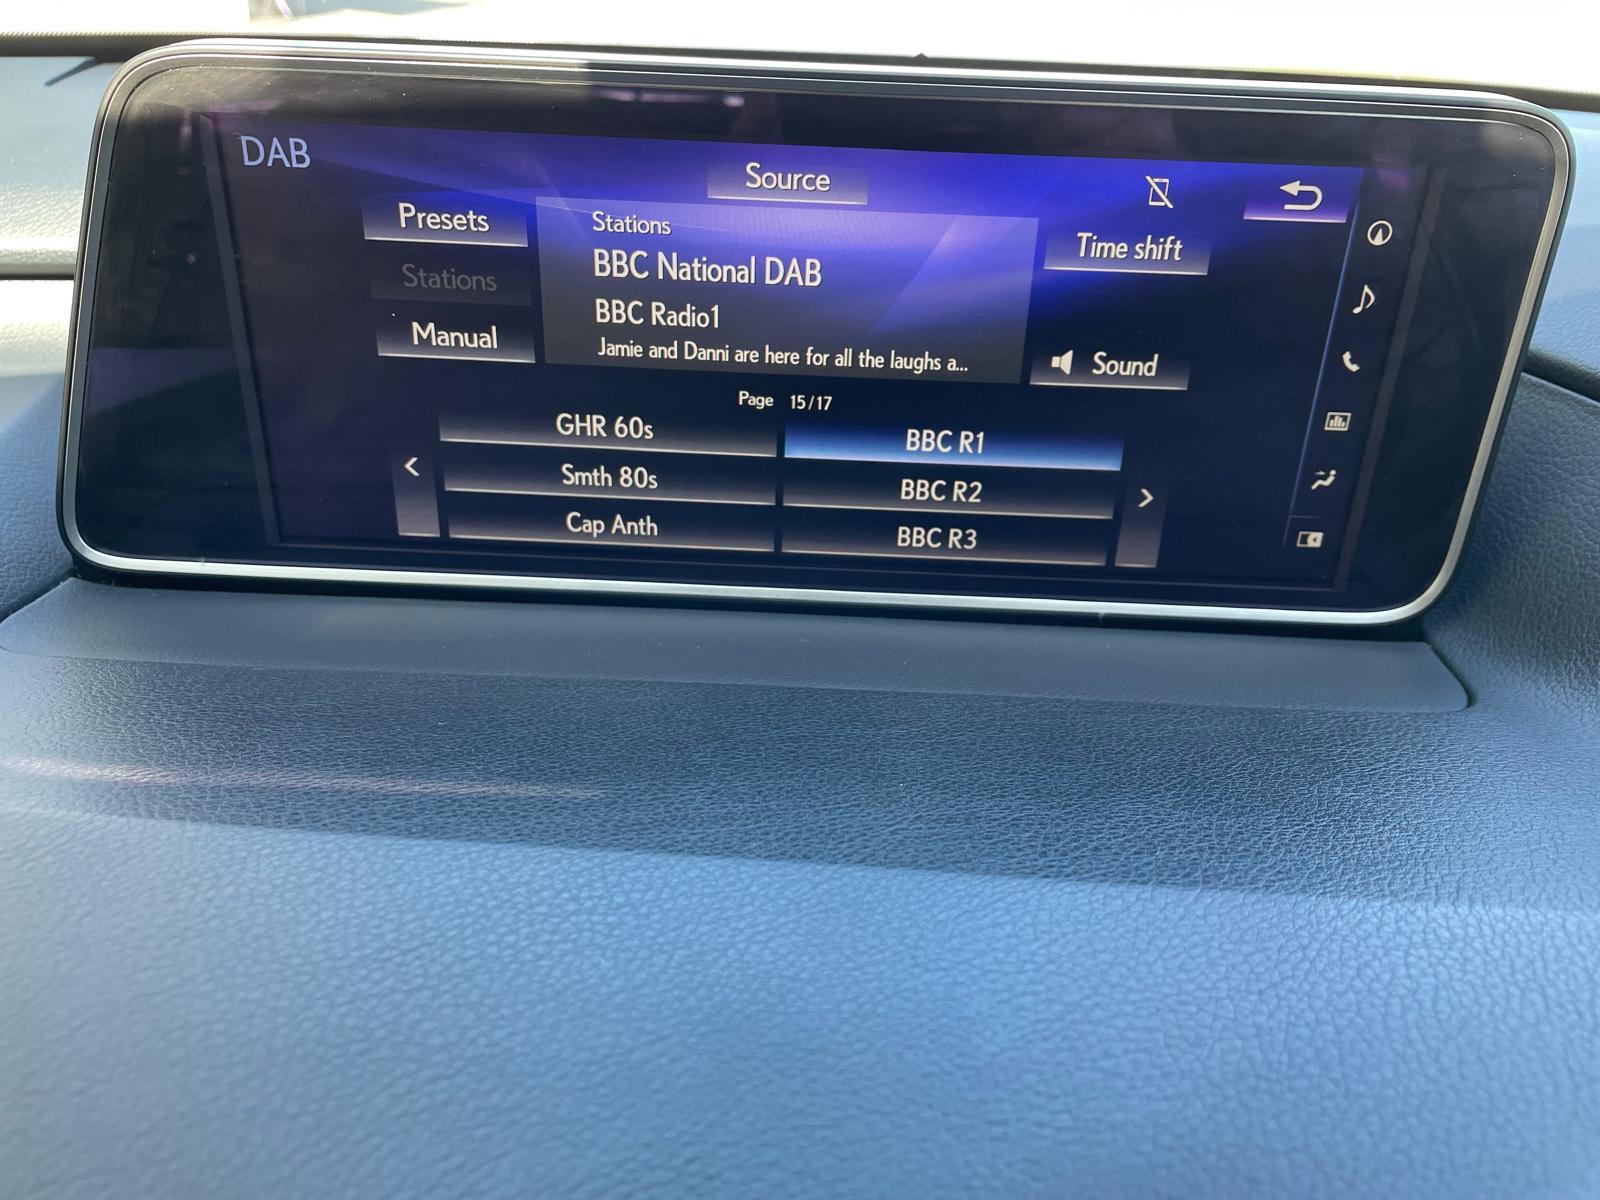 DAB
Source
Presets
Stations
Manual
Stations
BBC National DAB
BBC Radio1
Jamie and Danni are here for all the laughs a...
Time shift
Sound
Page 15/17
GHR 60s
BBC R1
Smth 80s
BBC R2
Cap Anth
BBC R3